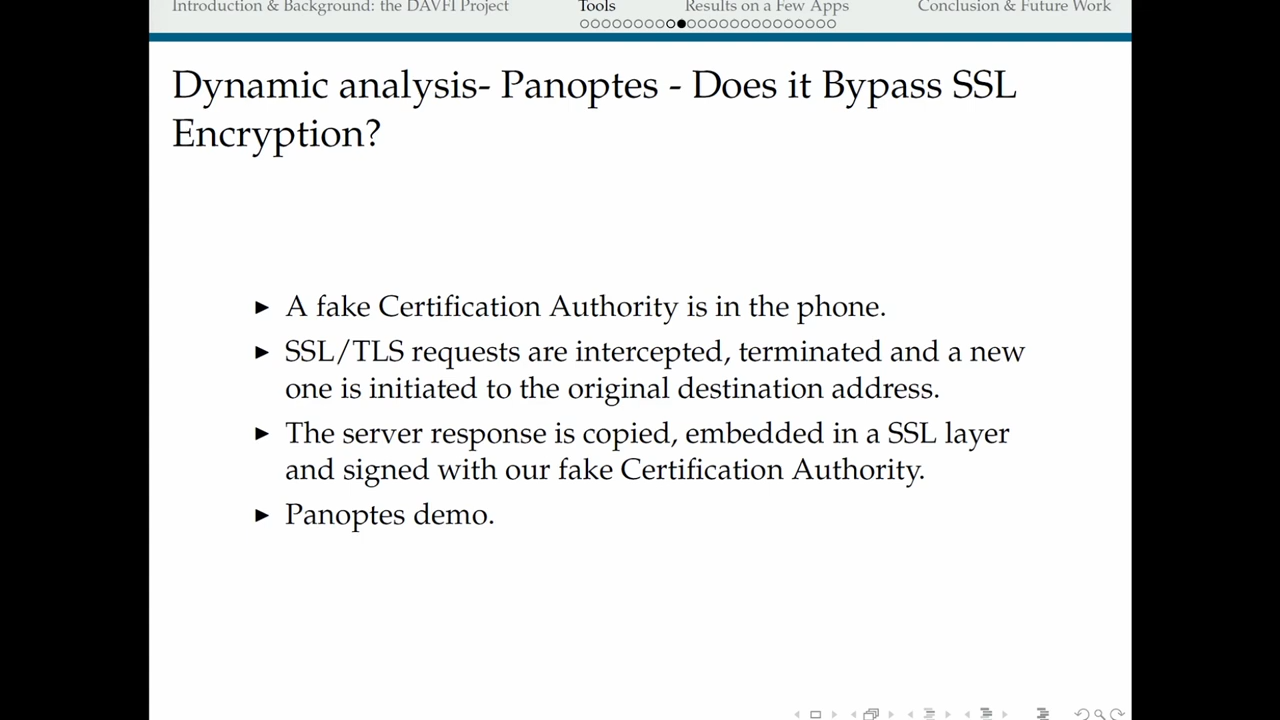 Introduction & Background: the DAVFI Project Tools Results on a Few Apps Conclusion & Future Work
Dynamic analysis- Panoptes - Does it Bypass SSL
Encryption?
▶ A fake Certification Authority is in the phone.
▶ SSL/TLS requests are intercepted, terminated and a new
one is initiated to the original destination address.
▶ The server response is copied, embedded in a SSL layer
and signed with our fake Certification Authority.
▶ Panoptes demo.